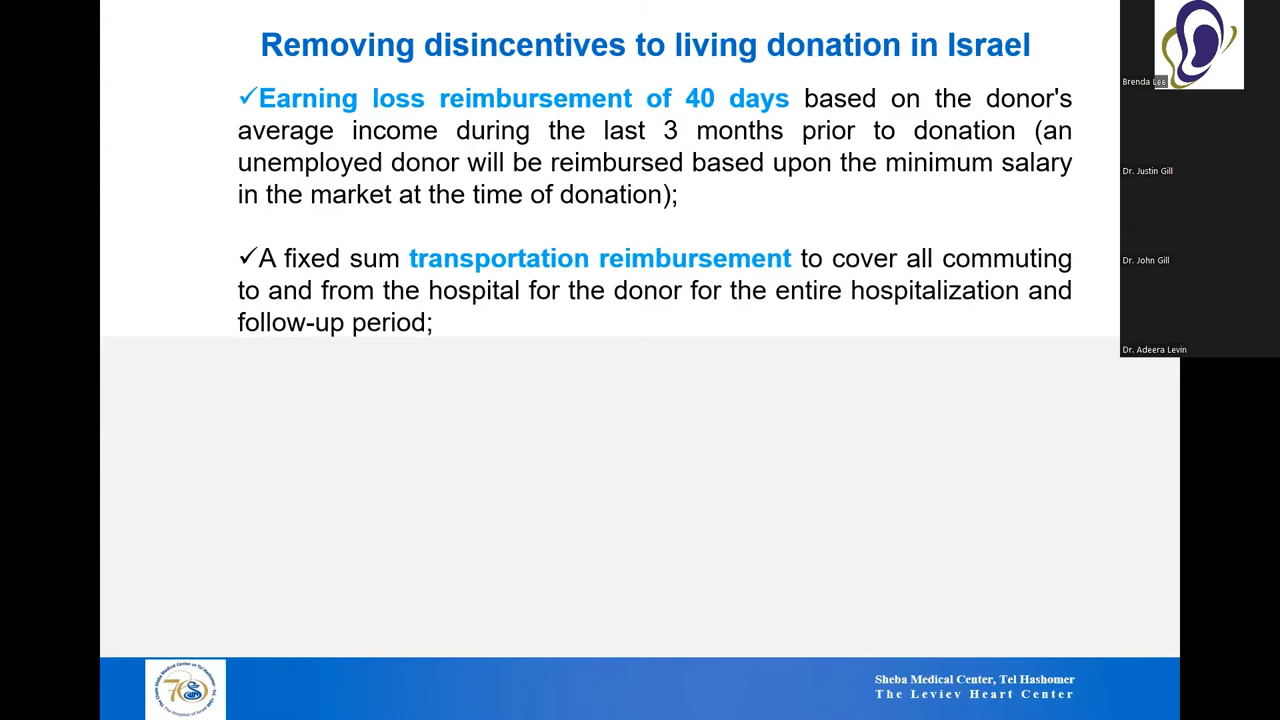 Removing disincentives to living donation in Israel
✓Earning loss reimbursement of 40 days based on the donor's
average income during the last 3 months prior to donation (an
unemployed donor will be reimbursed based upon the minimum salary
in the market at the time of donation);
✓A fixed sum transportation reimbursement to cover all commuting
to and from the hospital for the donor for the entire hospitalization and
follow-up period;
Brenda Lee
Dr. Justin Gill
Dr. John Gill
Dr. Adeera Levin
Sheba Medical Center, Tel Hashomer
The Leviev Heart Center